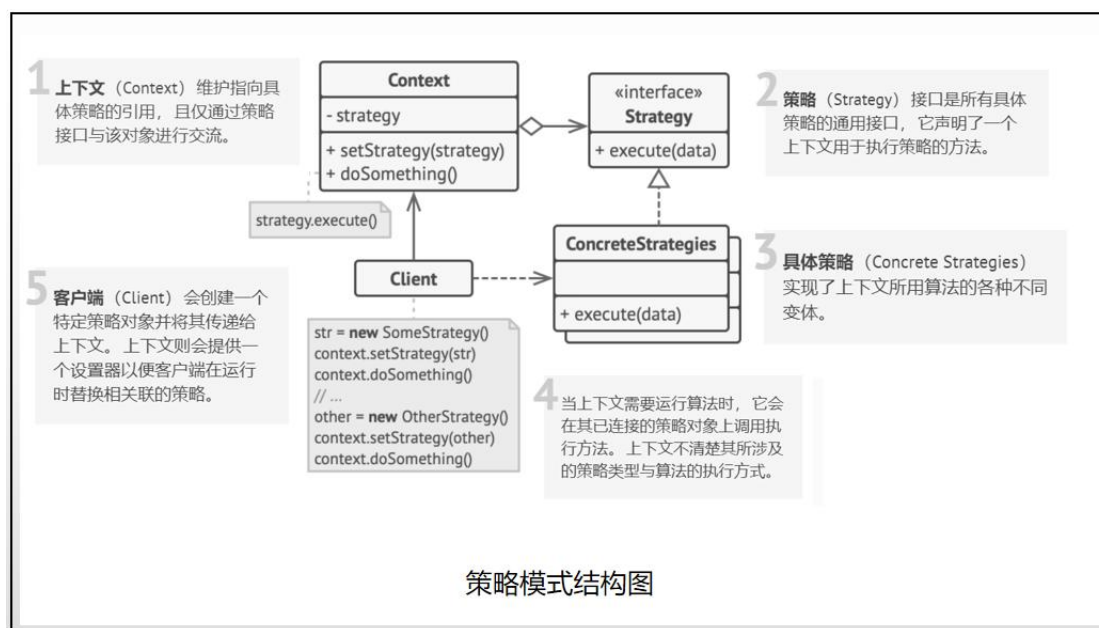 1
上下文 (Context) 维护指向具
体策略的引用，且仅通过策略
接口与该对象进行交流。
Context
- strategy
+ setStrategy(strategy)
+ doSomething()
strategy.execute()
«interface»
Strategy
+ execute(data)
2
策略 (Strategy) 接口是所有具体
策略的通用接口，它声明了一个
上下文用于执行策略的方法。
ConcreteStrategies
+ execute(data)
3
具体策略 (Concrete Strategies)
实现了上下文所用算法的各种不同
变体。
Client
str = new SomeStrategy()
context.setStrategy(str)
context.doSomething()
// ...
other = new OtherStrategy()
context.setStrategy(other)
context.doSomething()
4
当上下文需要运行算法时，它会
在其已连接的策略对象上调用执
行方法。上下文不清楚其所涉及
的策略类型与算法的执行方式。
5
客户端 (Client) 会创建一个
特定策略对象并将其传递给
上下文。上下文则会提供一
个设置器以便客户端在运行
时替换相关联的策略。
策略模式结构图